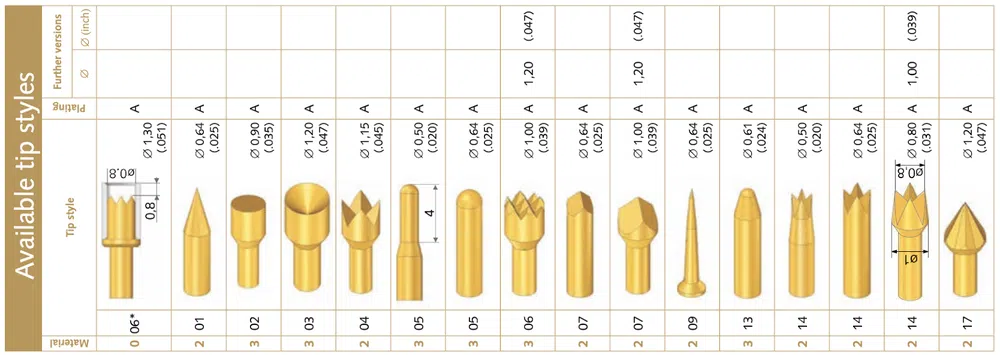 Available tip styles
Material
Tip style
Plating
Further versions
Ø
Ø (inch)
0 06* Ø 1,30 A
(.051)
0,8
Ø0,8
2 01 Ø 0,64 A
(.025)
3 02 Ø 0,90 A
(.035)
3 03 Ø 1,20 A
(.047)
2 04 Ø 1,15 A
(.045)
3 05 Ø 0,50 A
(.020)
4
3 05 Ø 0,64 A
(.025)
3 06 Ø 1,00 A 1,20 (.047)
(.039)
2 07 Ø 0,64 A
(.025)
2 07 Ø 1,00 A 1,20 (.047)
(.039)
2 09 Ø 0,64 A
(.025)
3 13 Ø 0,61 A
(.024)
2 14 Ø 0,50 A
(.020)
2 14 Ø 0,64 A
(.025)
2 14 Ø 0,80 A 1,00 (.039)
(.031)
Ø1
Ø0,8
2 17 Ø 1,20 A
(.047)